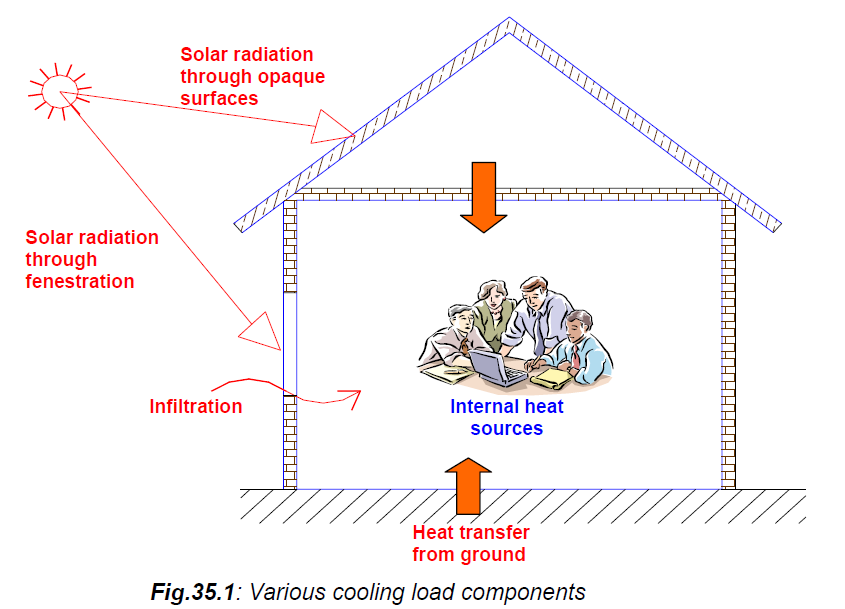 Solar radiation
through opaque
surfaces
Solar radiation
through
fenestration
Infiltration
Internal heat
sources
Heat transfer
from ground
Fig.35.1: Various cooling load components